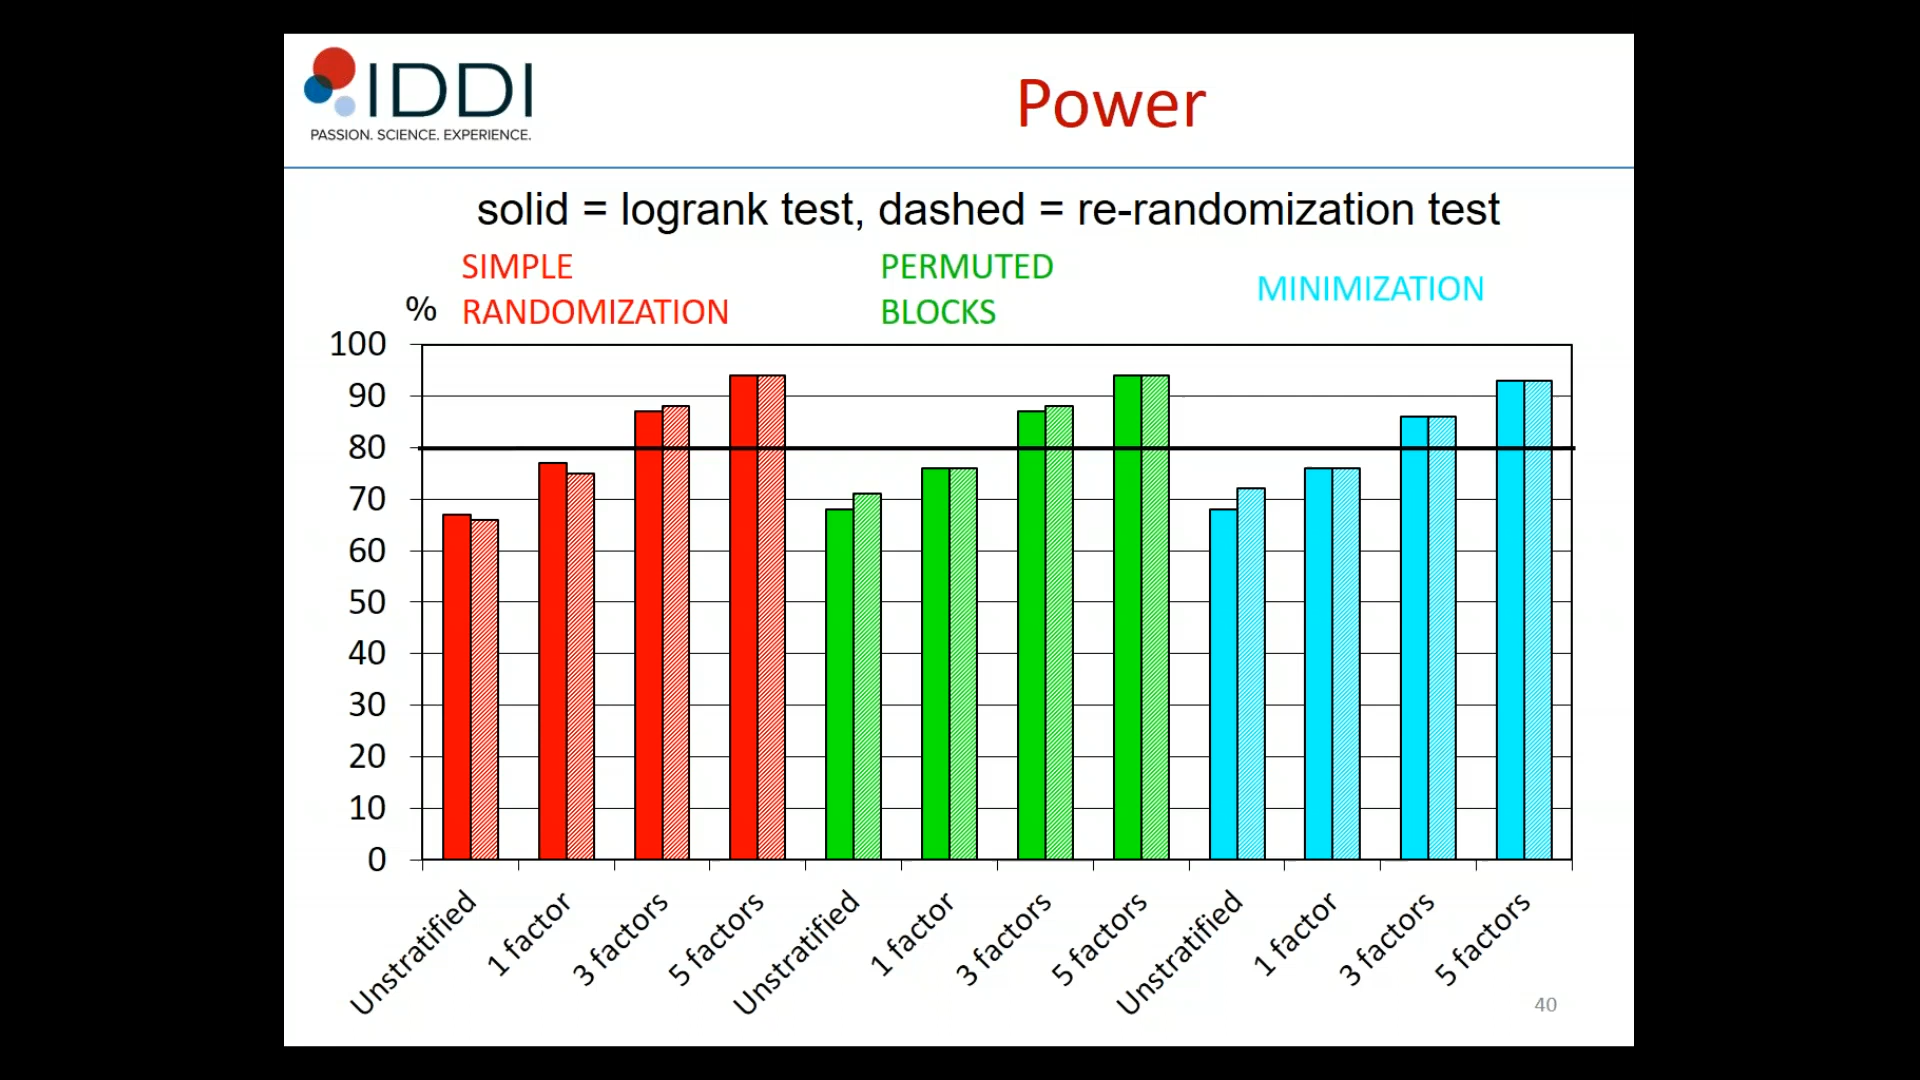 IDDI
PASSION. SCIENCE. EXPERIENCE.
Power
solid = logrank test, dashed = re-randomization test
SIMPLE
RANDOMIZATION
PERMUTED
BLOCKS
MINIMIZATION
%
100
90
80
70
60
50
40
30
20
10
0
Unstratified
1 factor
3 factors
5 factors
Unstratified
1 factor
3 factors
5 factors
Unstratified
1 factor
3 factors
5 factors
40